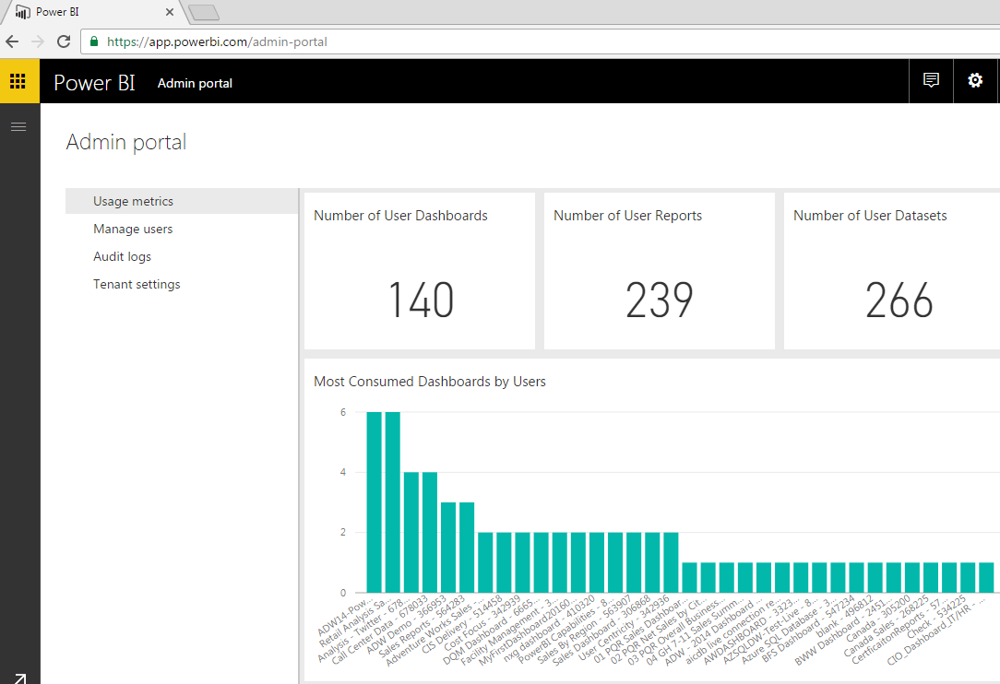 Power BI
https://app.powerbi.com/admin-portal
Power BI Admin portal
Admin portal
Usage metrics
Manage users
Audit logs
Tenant settings
Number of User Dashboards
140
Number of User Reports
239
Number of User Datasets
266
Most Consumed Dashboards by Users
6
4
2
0
ADW14-Pow...
Retail Analysis Sa...
Analysis - Twitter - 678...
Call Center Data - 678033
ADW Demo - 366953
Sales Reports - 564283
Adventure Works Sales -...
CIS Delivery - 514458
Cost Focus - 342939
DQM Dashboard - 6665...
Facility Management - 3...
MyFirstDashboard20160...
nxg dashboard - 410320
PowerBI Capabilities - 8...
Sales By Region - 563907
Sales Dashboard - 306868
User Centricity - 342936
01 PQR Sales Dashboar...
02 PQR Net Sales by Cit...
03 PQR Overall Business...
04 GH 7-11 Sales Summ...
ADW - 2014 Dashboard ...
aicdb live connection re...
AWDASHBOARD - 3323...
AZSQLDW-Test-Live - 8...
Azure SQL Database - 3...
BFS Dashboard - 547234
blank - 496812
BWW Dashboard - 2451...
Canada - 305200
Canada Sales - 268225
CertficaitonReports - 57...
Check - 534225
CIO_Dashboard_IT/HR - ...